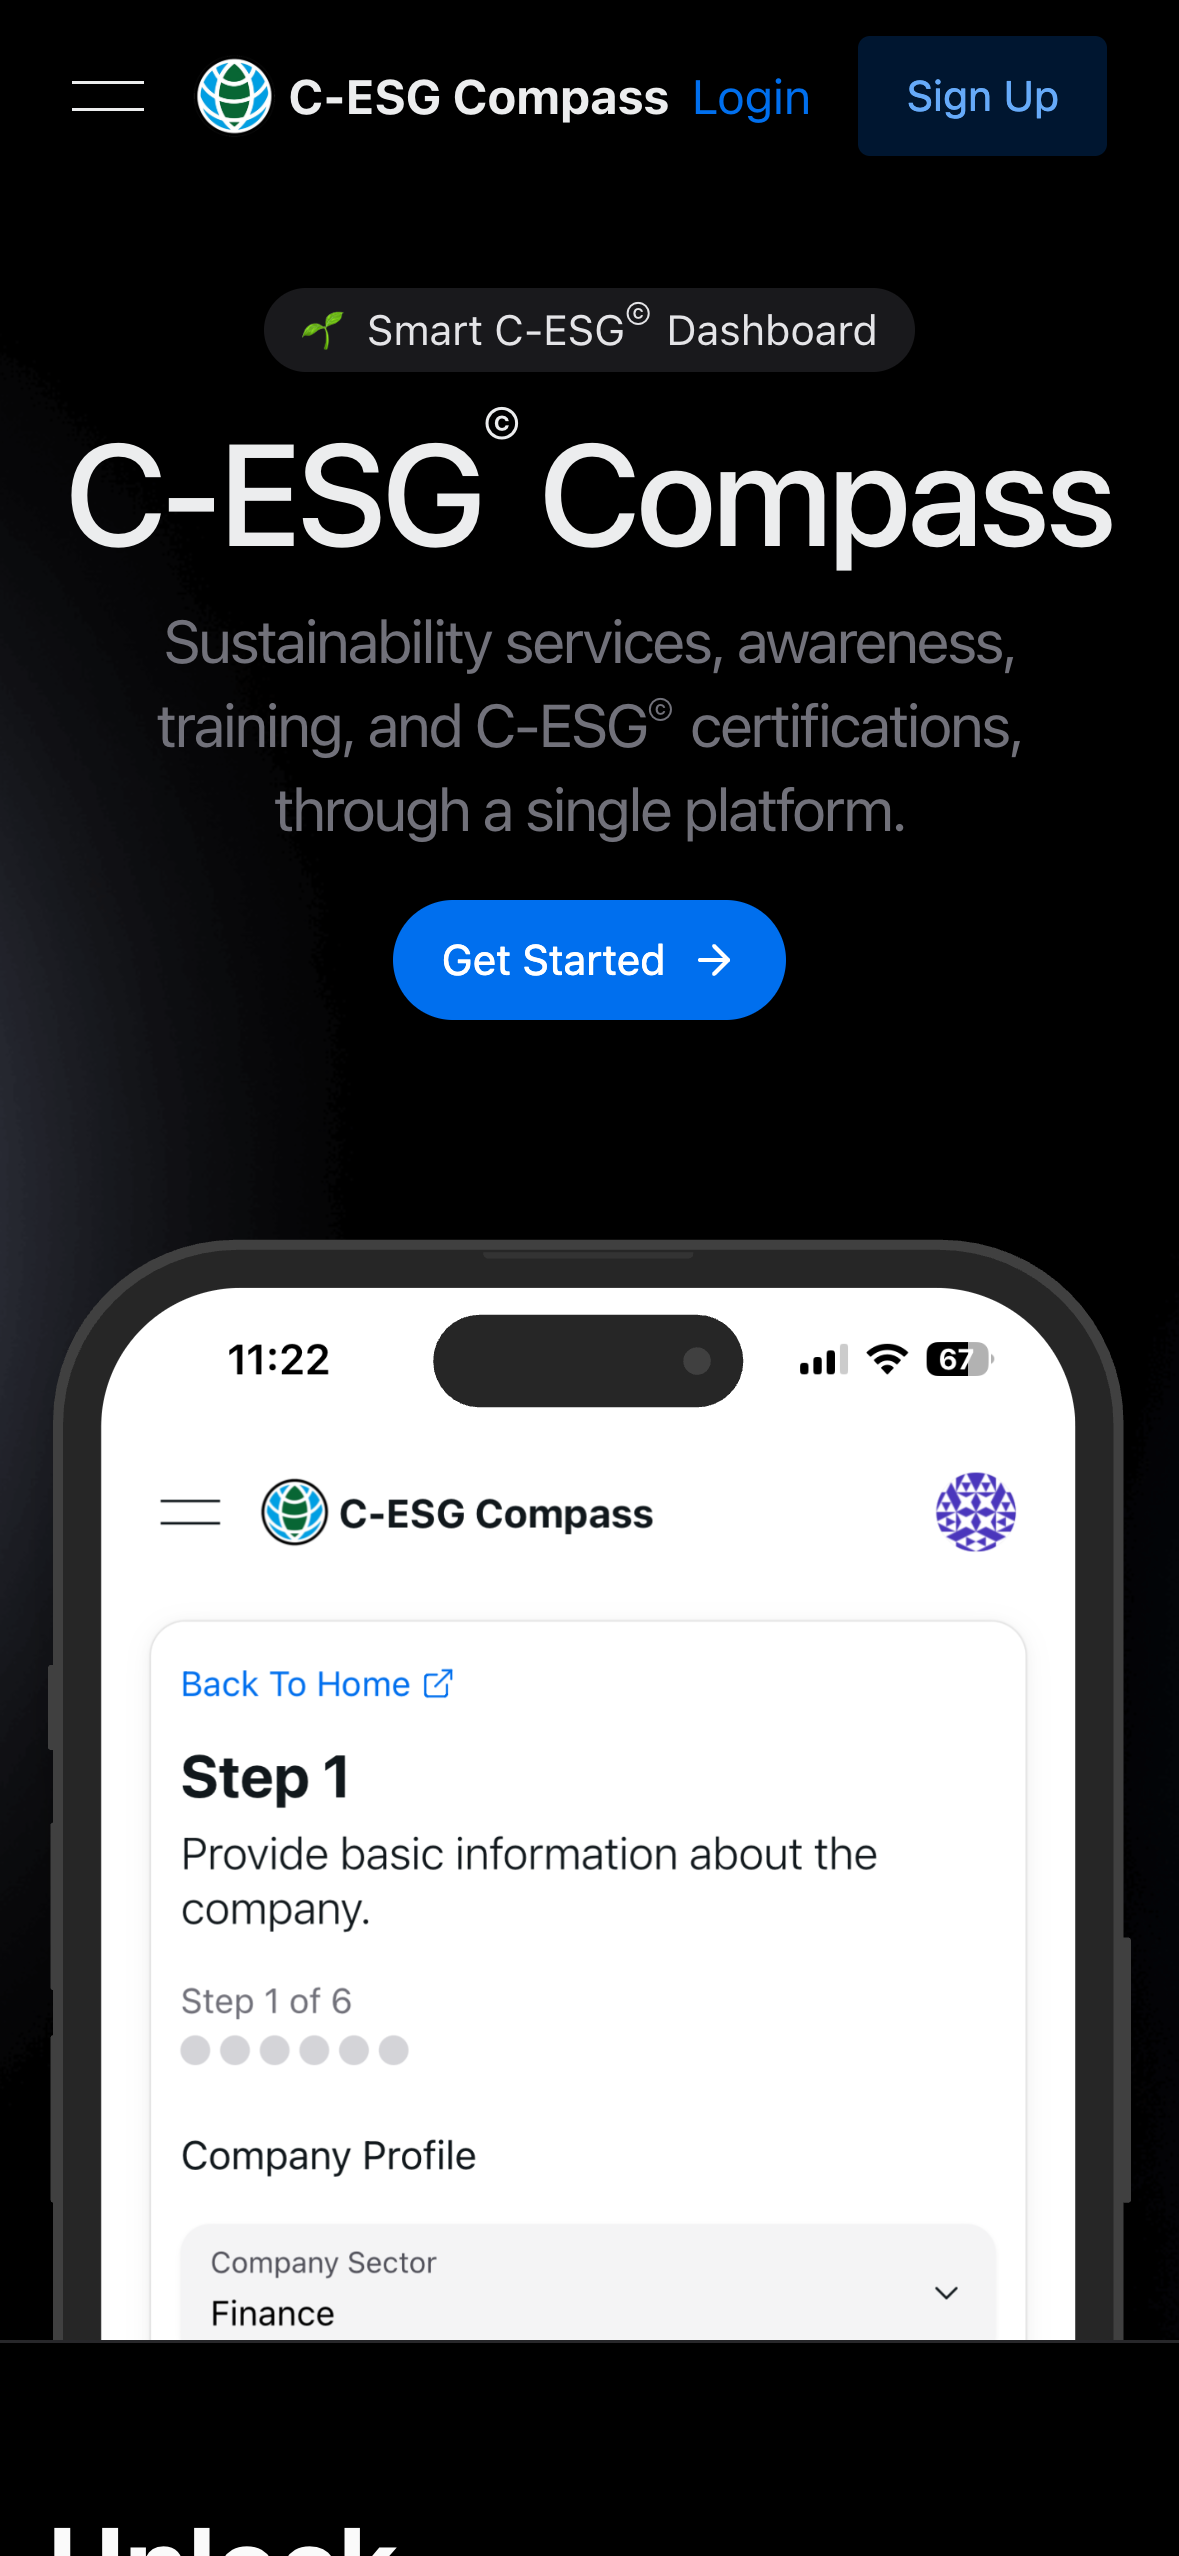 C-ESG Compass Login Sign Up
🌱 Smart C-ESG© Dashboard
C-ESG© Compass
Sustainability services, awareness,
training, and C-ESG© certifications,
through a single platform.
Get Started →
11:22 67
C-ESG Compass
Back To Home
Step 1
Provide basic information about the
company.
Step 1 of 6
Company Profile
Company Sector
Finance
Unlock